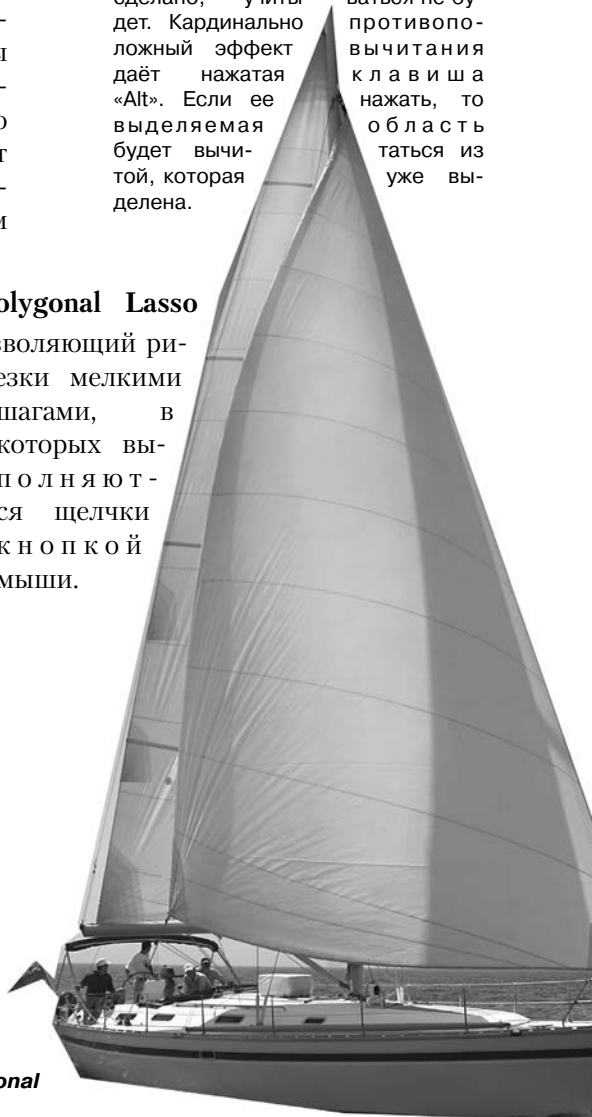 дет. Кардинально противопо-
ложный эффект вычитания
даёт нажатая клавиша
«Alt». Если ее нажать, то
выделяемая область
будет вычи- таться из
той, которая уже вы-
делена.
olygonal Lasso
зволяющий ри-
езки мелкими
шагами, в
которых вы-
полняют-
ся щелчки
кнопкой
мыши.
onal